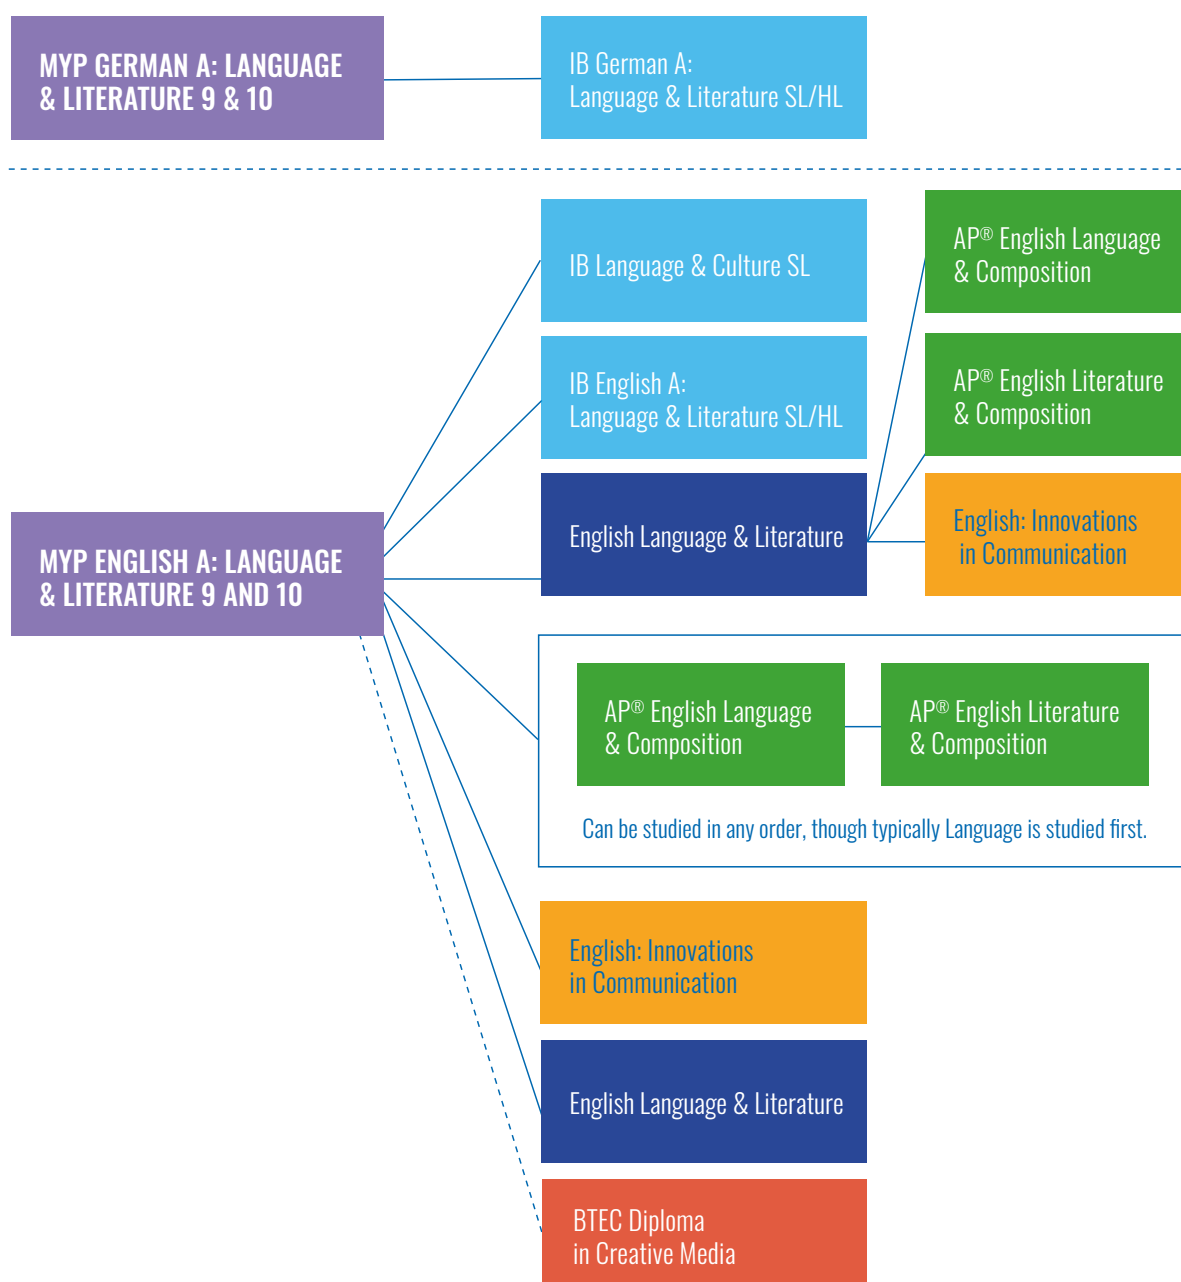 MYP GERMAN A: LANGUAGE
& LITERATURE 9 & 10
IB German A:
Language & Literature SL/HL
IB Language & Culture SL
AP® English Language
& Composition
IB English A:
Language & Literature SL/HL
AP® English Literature
& Composition
MYP ENGLISH A: LANGUAGE
& LITERATURE 9 AND 10
English Language & Literature
English: Innovations
in Communication
AP® English Language
& Composition
AP® English Literature
& Composition
Can be studied in any order, though typically Language is studied first.
English: Innovations
in Communication
English Language & Literature
BTEC Diploma
in Creative Media